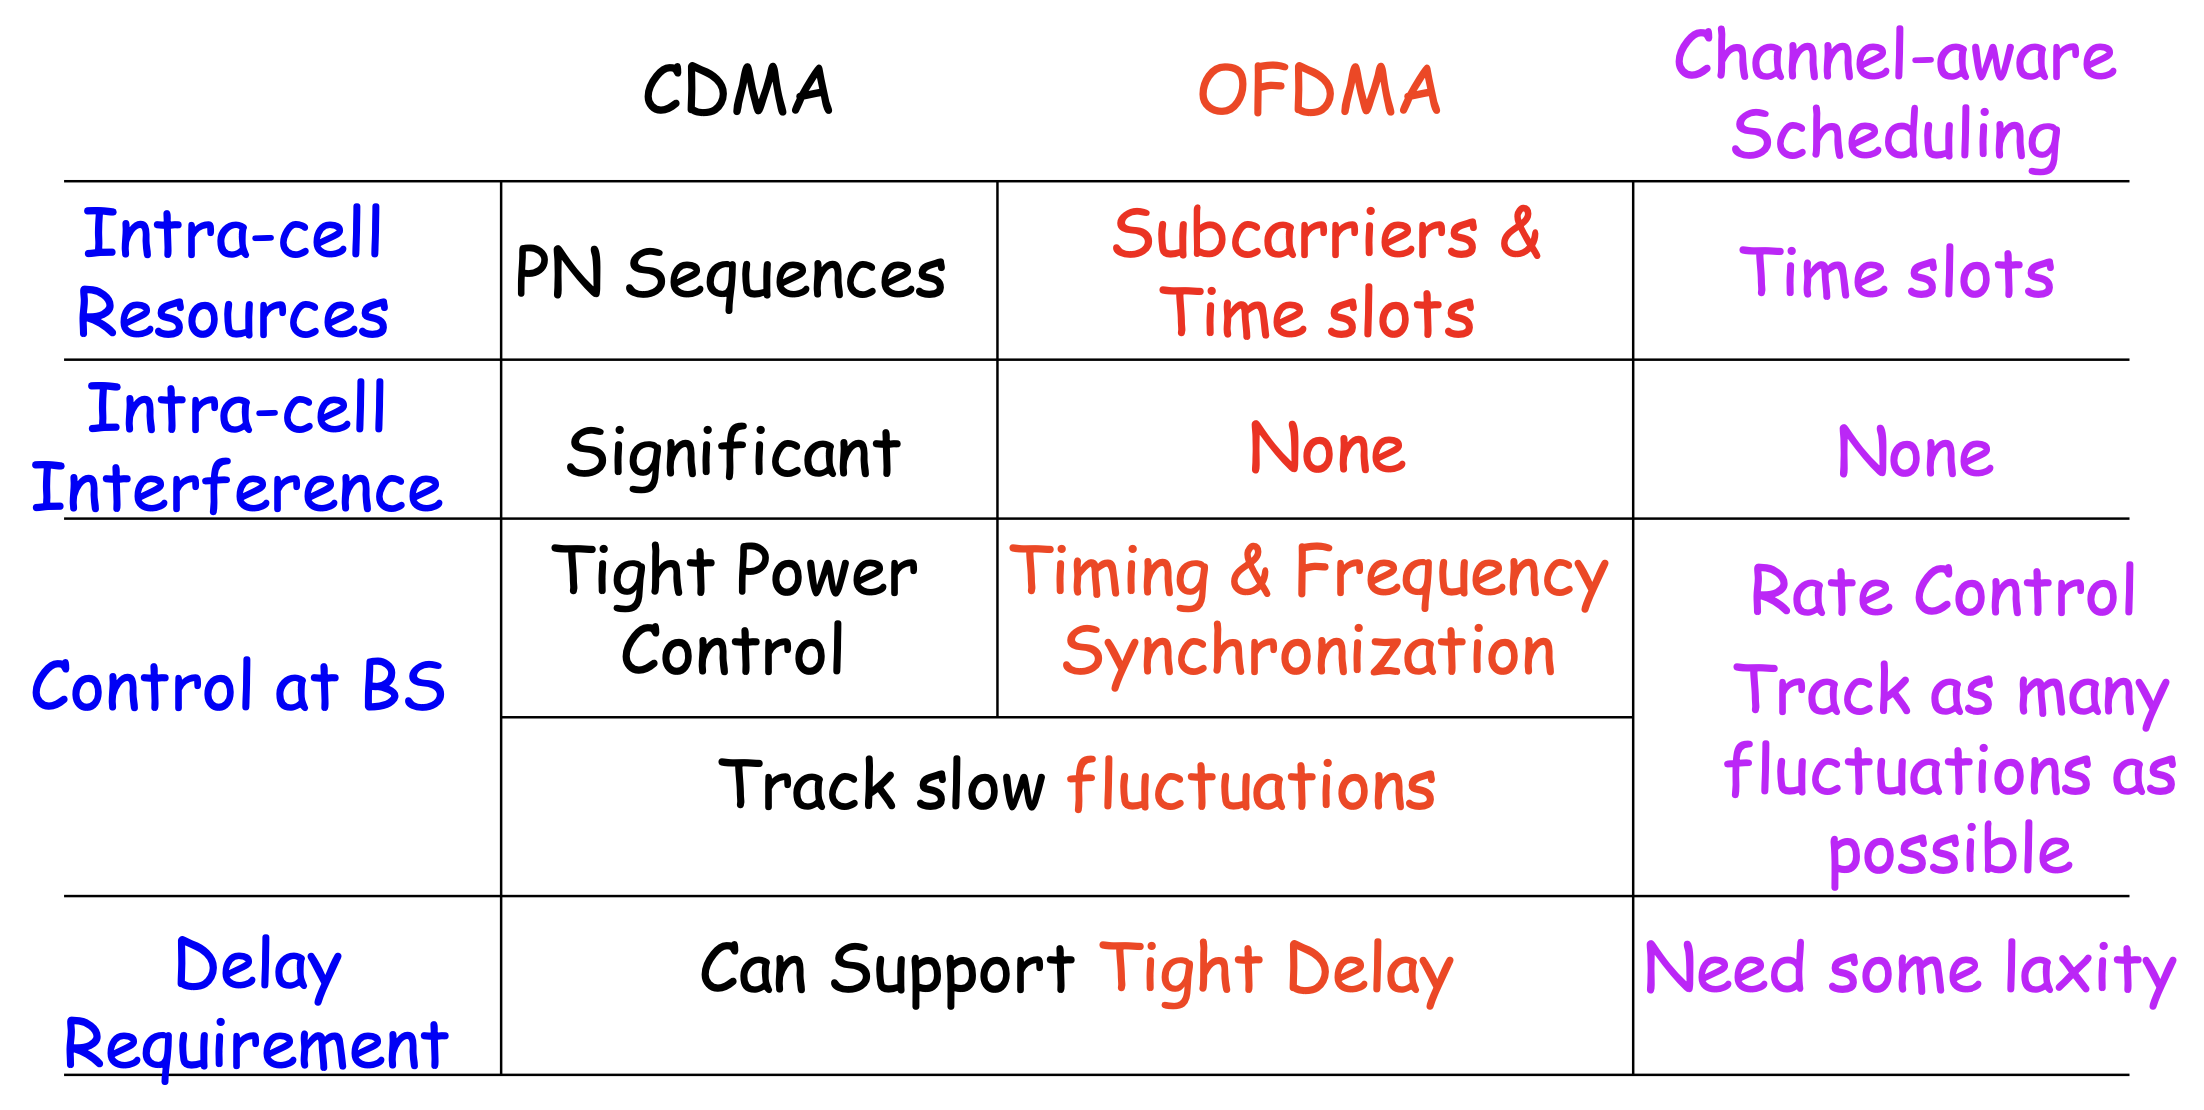 CDMA
OFDMA
Channel-aware
Scheduling
Intra-cell
Resources
PN Sequences
Subcarriers &
Time slots
Time slots
Intra-cell
Interference
Significant
None
None
Control at BS
Tight Power
Control
Timing & Frequency
Synchronization
Rate Control
Track as many
fluctuations as
possible
Track slow fluctuations
Delay
Requirement
Can Support Tight Delay
Need some laxity